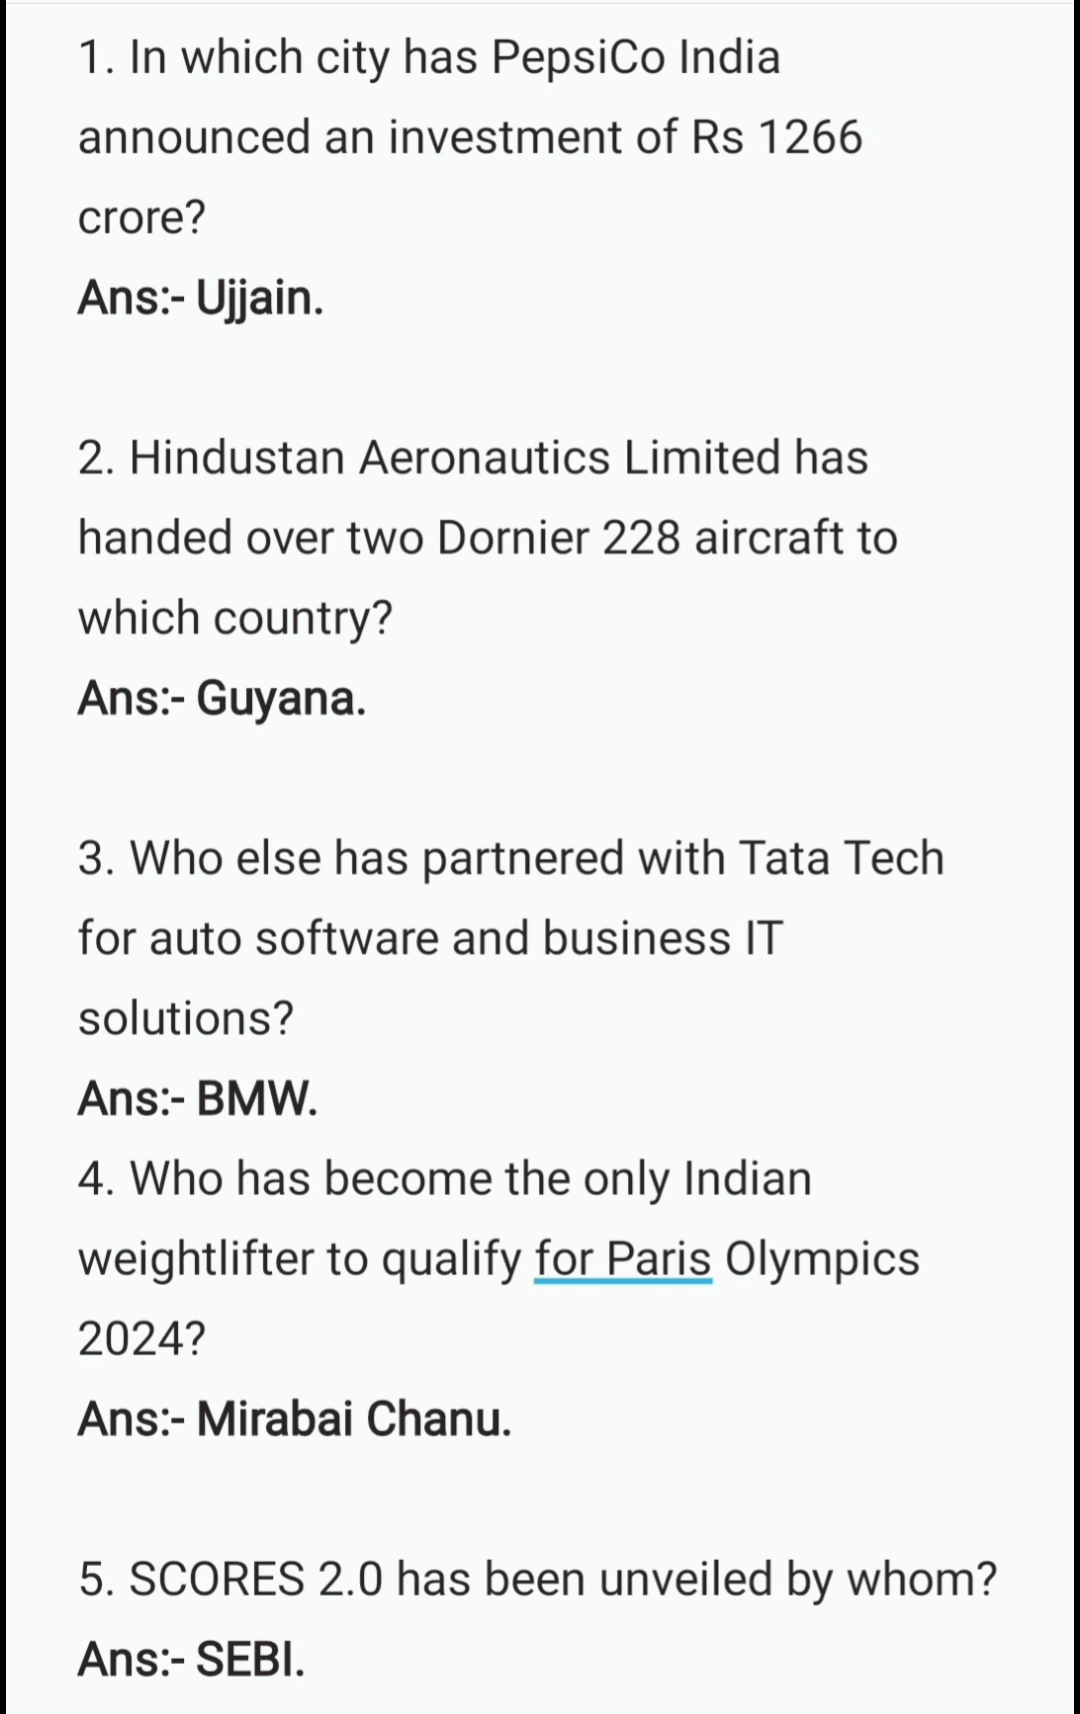 1. In which city has PepsiCo India
announced an investment of Rs 1266
crore?
Ans:- Ujjain.
2. Hindustan Aeronautics Limited has
handed over two Dornier 228 aircraft to
which country?
Ans:- Guyana.
3. Who else has partnered with Tata Tech
for auto software and business IT
solutions?
Ans:- BMW.
4. Who has become the only Indian
weightlifter to qualify for Paris Olympics
2024?
Ans:- Mirabai Chanu.
5. SCORES 2.0 has been unveiled by whom?
Ans:- SEBI.